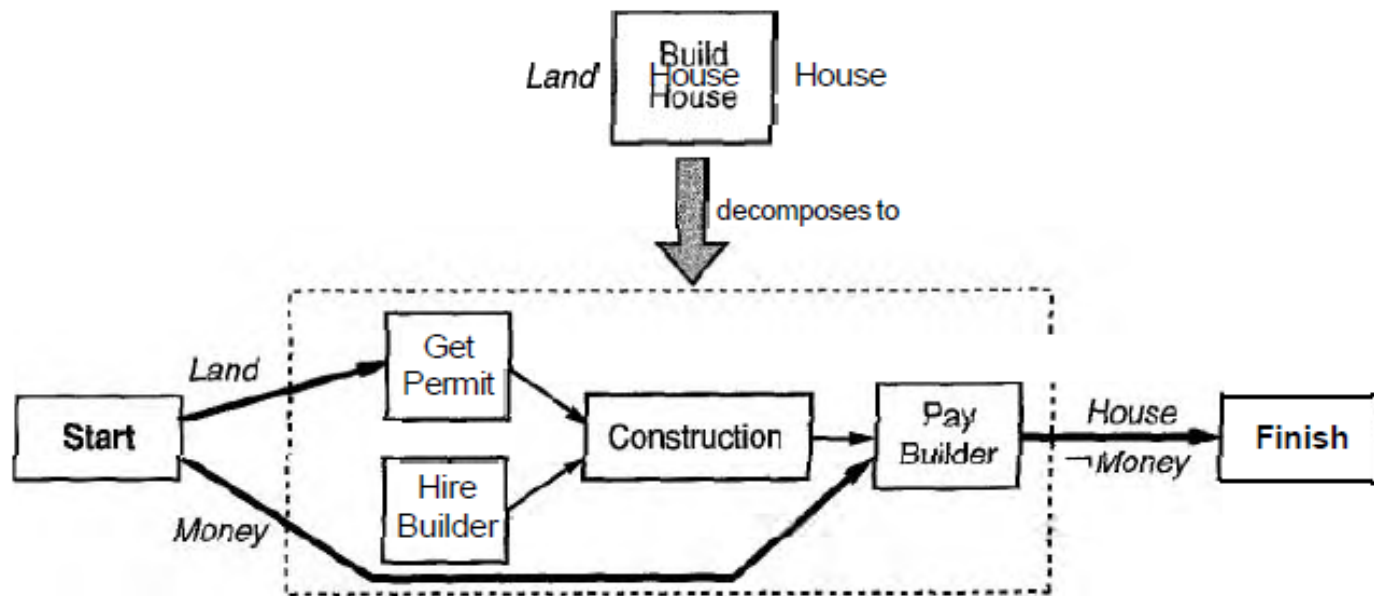 Build
Land' House House
House
decomposes to
Get
Permit
Land
Start
Construction
Pay
Builder
House
¬Money
Finish
Hire
Builder
Money